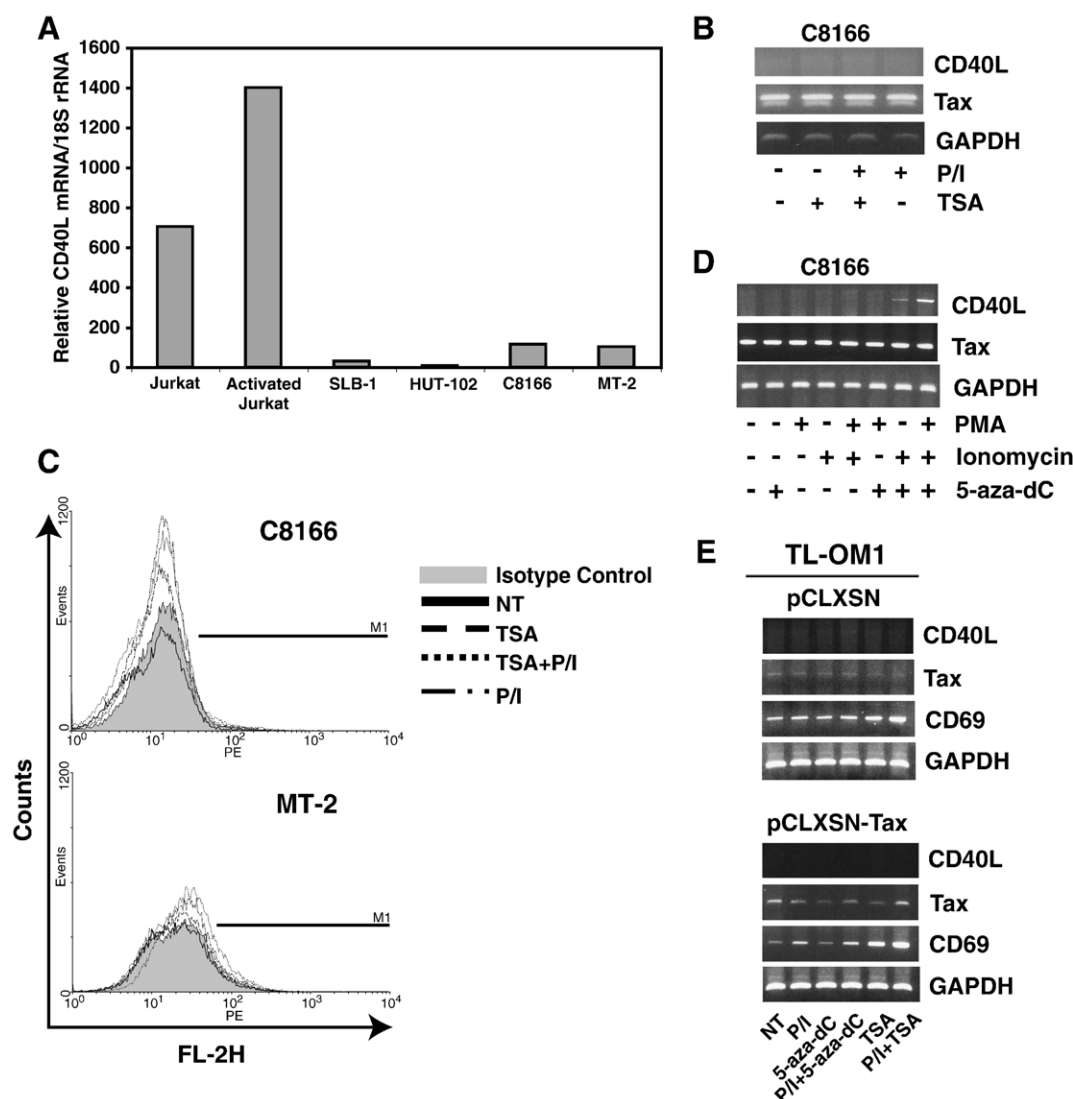 A
Relative CD40L mRNA/18S rRNA
1600
1400
1200
1000
800
600
400
200
0
Jurkat
Activated Jurkat
SLB-1
HUT-102
C8166
MT-2
B
C8166
CD40L
Tax
GAPDH
- - + + P/I
- + + - TSA
C
Counts
1200
Events
0
C8166
M1
10^0 10^1 10^2 10^3 10^4
PE
Isotype Control
NT
TSA
TSA+P/I
P/I
1200
Events
0
MT-2
M1
10^0 10^1 10^2 10^3 10^4
PE
FL-2H
D
C8166
CD40L
Tax
GAPDH
- - + - + + - + PMA
- - - + + - + + Ionomycin
- + - - - + + + 5-aza-dC
E
TL-OM1
pCLXSN
CD40L
Tax
CD69
GAPDH
pCLXSN-Tax
CD40L
Tax
CD69
GAPDH
NT
P/I
5-aza-dC
P/I+5-aza-dC
TSA
P/I+TSA